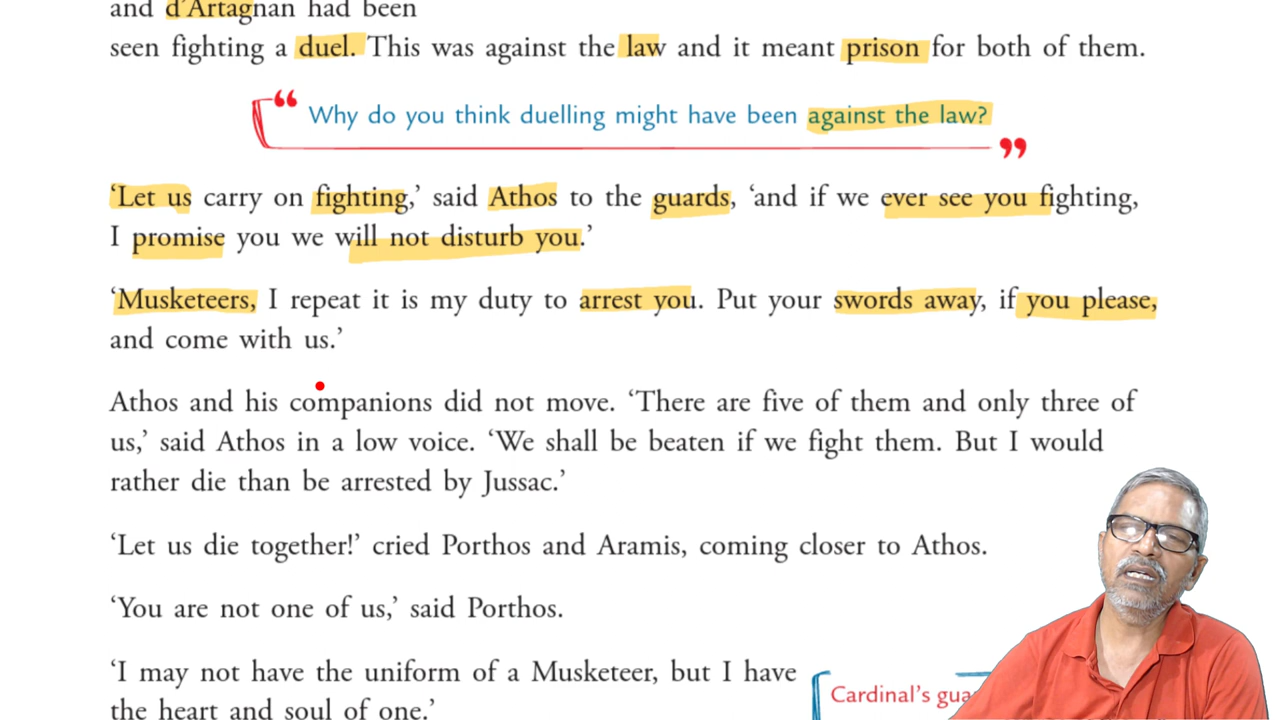 and d'Artagnan had been
seen fighting a duel. This was against the law and it meant prison for both of them.
“ Why do you think duelling might have been against the law? ”
‘Let us carry on fighting,’ said Athos to the guards, ‘and if we ever see you fighting,
I promise you we will not disturb you.’
‘Musketeers, I repeat it is my duty to arrest you. Put your swords away, if you please,
and come with us.’
Athos and his companions did not move. ‘There are five of them and only three of
us,’ said Athos in a low voice. ‘We shall be beaten if we fight them. But I would
rather die than be arrested by Jussac.’
‘Let us die together!’ cried Porthos and Aramis, coming closer to Athos.
‘You are not one of us,’ said Porthos.
‘I may not have the uniform of a Musketeer, but I have
the heart and soul of one.’
Cardinal's